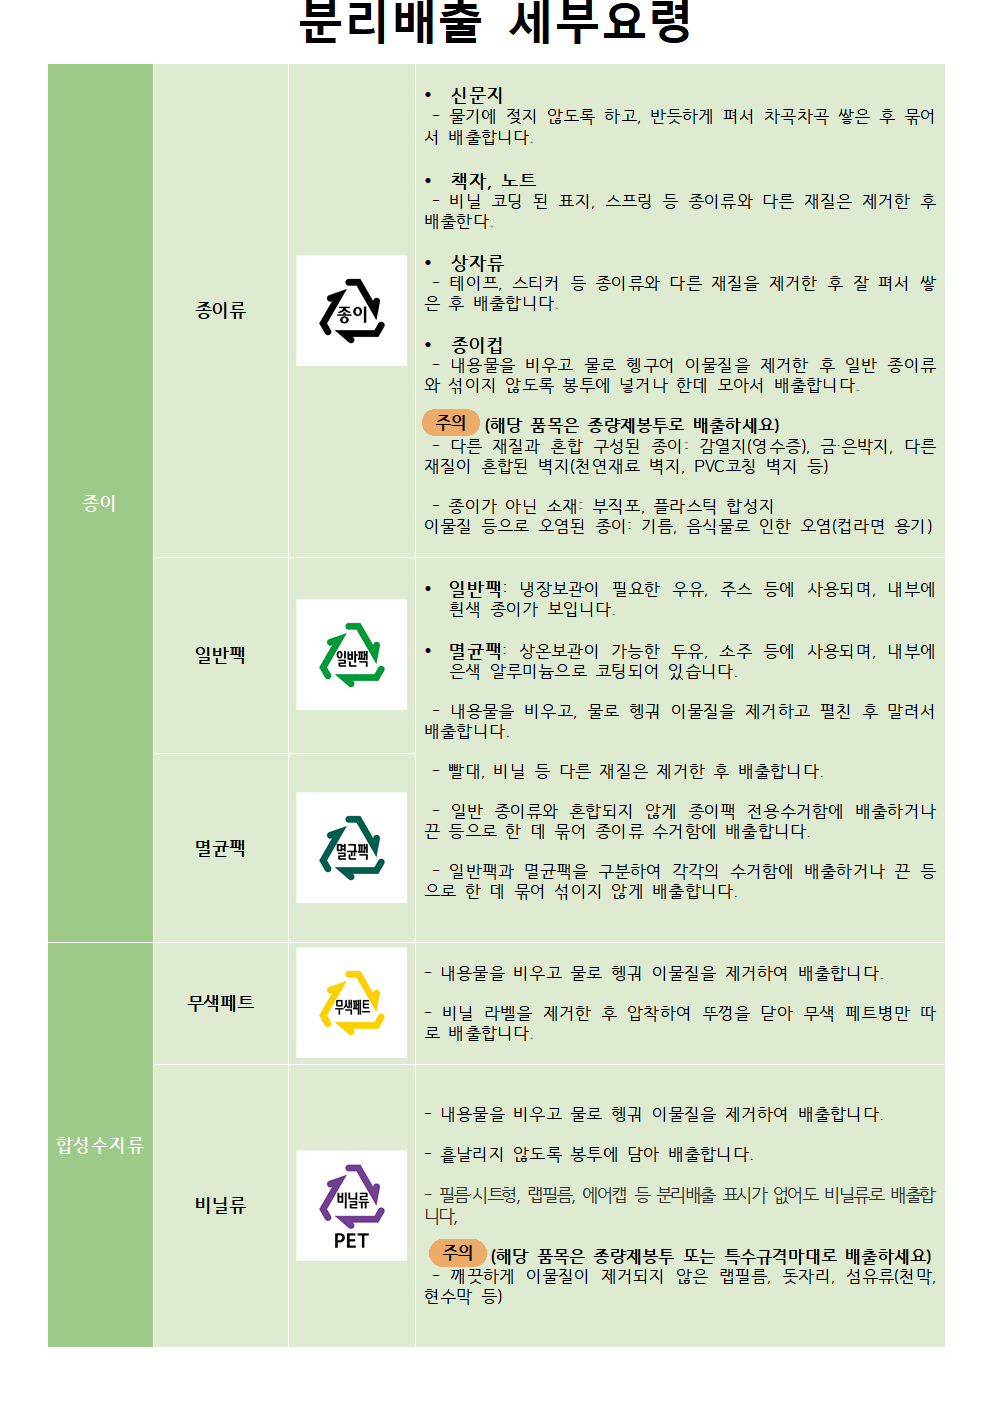 분리배출 세부요령
종이
종이류
종이
• 신문지
- 물기에 젖지 않도록 하고, 반듯하게 펴서 차곡차곡 쌓은 후 묶어
서 배출합니다.
• 책자, 노트
- 비닐 코딩 된 표지, 스프링 등 종이류와 다른 재질은 제거한 후
배출한다.
• 상자류
- 테이프, 스티커 등 종이류와 다른 재질을 제거한 후 잘 펴서 쌓
은 후 배출합니다.
• 종이컵
- 내용물을 비우고 물로 헹구어 이물질을 제거한 후 일반 종이류
와 섞이지 않도록 봉투에 넣거나 한데 모아서 배출합니다.
주의 (해당 품목은 종량제봉투로 배출하세요)
- 다른 재질과 혼합 구성된 종이: 감열지(영수증), 금·은박지, 다른
재질이 혼합된 벽지(천연재료 벽지, PVC코칭 벽지 등)
- 종이가 아닌 소재: 부직포, 플라스틱 합성지
이물질 등으로 오염된 종이: 기름, 음식물로 인한 오염(컵라면 용기)
일반팩
일반팩
• 일반팩: 냉장보관이 필요한 우유, 주스 등에 사용되며, 내부에
흰색 종이가 보입니다.
• 멸균팩: 상온보관이 가능한 두유, 소주 등에 사용되며, 내부에
은색 알루미늄으로 코팅되어 있습니다.
- 내용물을 비우고, 물로 헹궈 이물질을 제거하고 펼친 후 말려서
배출합니다.
- 빨대, 비닐 등 다른 재질은 제거한 후 배출합니다.
- 일반 종이류와 혼합되지 않게 종이팩 전용수거함에 배출하거나
끈 등으로 한 데 묶어 종이류 수거함에 배출합니다.
- 일반팩과 멸균팩을 구분하여 각각의 수거함에 배출하거나 끈 등
으로 한 데 묶어 섞이지 않게 배출합니다.
멸균팩
멸균팩
합성수지류
무색페트
무색페트
- 내용물을 비우고 물로 헹궈 이물질을 제거하여 배출합니다.
- 비닐 라벨을 제거한 후 압착하여 뚜껑을 닫아 무색 페트병만 따
로 배출합니다.
비닐류
비닐류
PET
- 내용물을 비우고 물로 헹궈 이물질을 제거하여 배출합니다.
- 흩날리지 않도록 봉투에 담아 배출합니다.
- 필름·시트형, 랩필름, 에어캡 등 분리배출 표시가 없어도 비닐류로 배출합
니다,
주의 (해당 품목은 종량제봉투 또는 특수규격마대로 배출하세요)
- 깨끗하게 이물질이 제거되지 않은 랩필름, 돗자리, 섬유류(천막,
현수막 등)